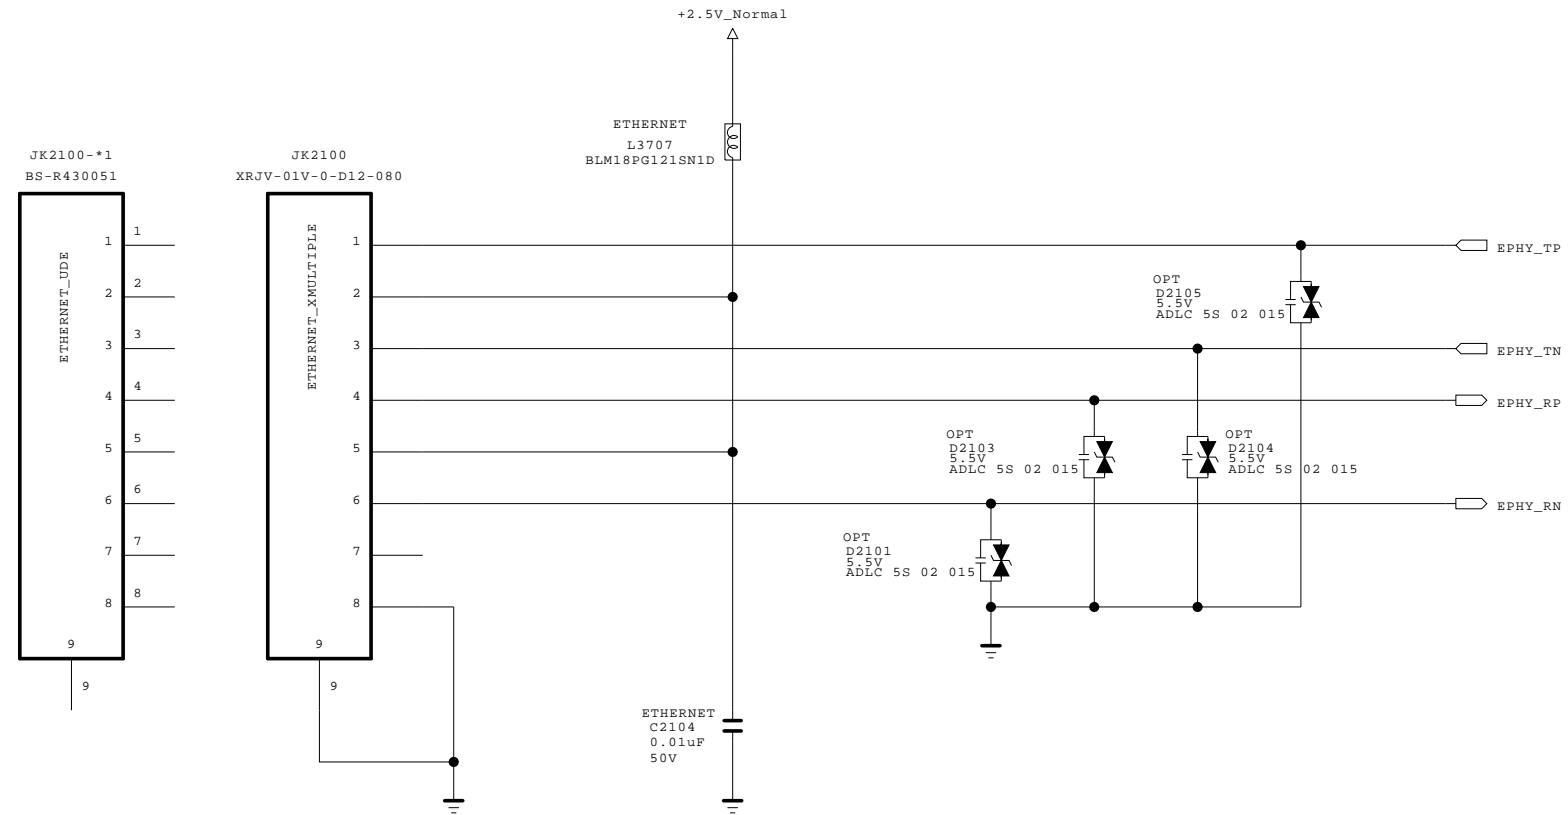 +2.5V_Normal
ETHERNET
L3707
BLM18PG121SN1D
JK2100-*1
BS-R430051
ETHERNET_UDE
1
1
2
2
3
3
4
4
5
5
6
6
7
7
8
8
9
9
JK2100
XRJV-01V-0-D12-080
ETHERNET_XMULTIPLE
1
2
3
4
5
6
7
8
9
9
EPHY_TP
OPT
D2105
5.5V
ADLC 5S 02 015
EPHY_TN
EPHY_RP
OPT
D2103
5.5V
ADLC 5S 02 015
OPT
D2104
5.5V
ADLC 5S 02 015
EPHY_RN
OPT
D2101
5.5V
ADLC 5S 02 015
ETHERNET
C2104
0.01uF
50V